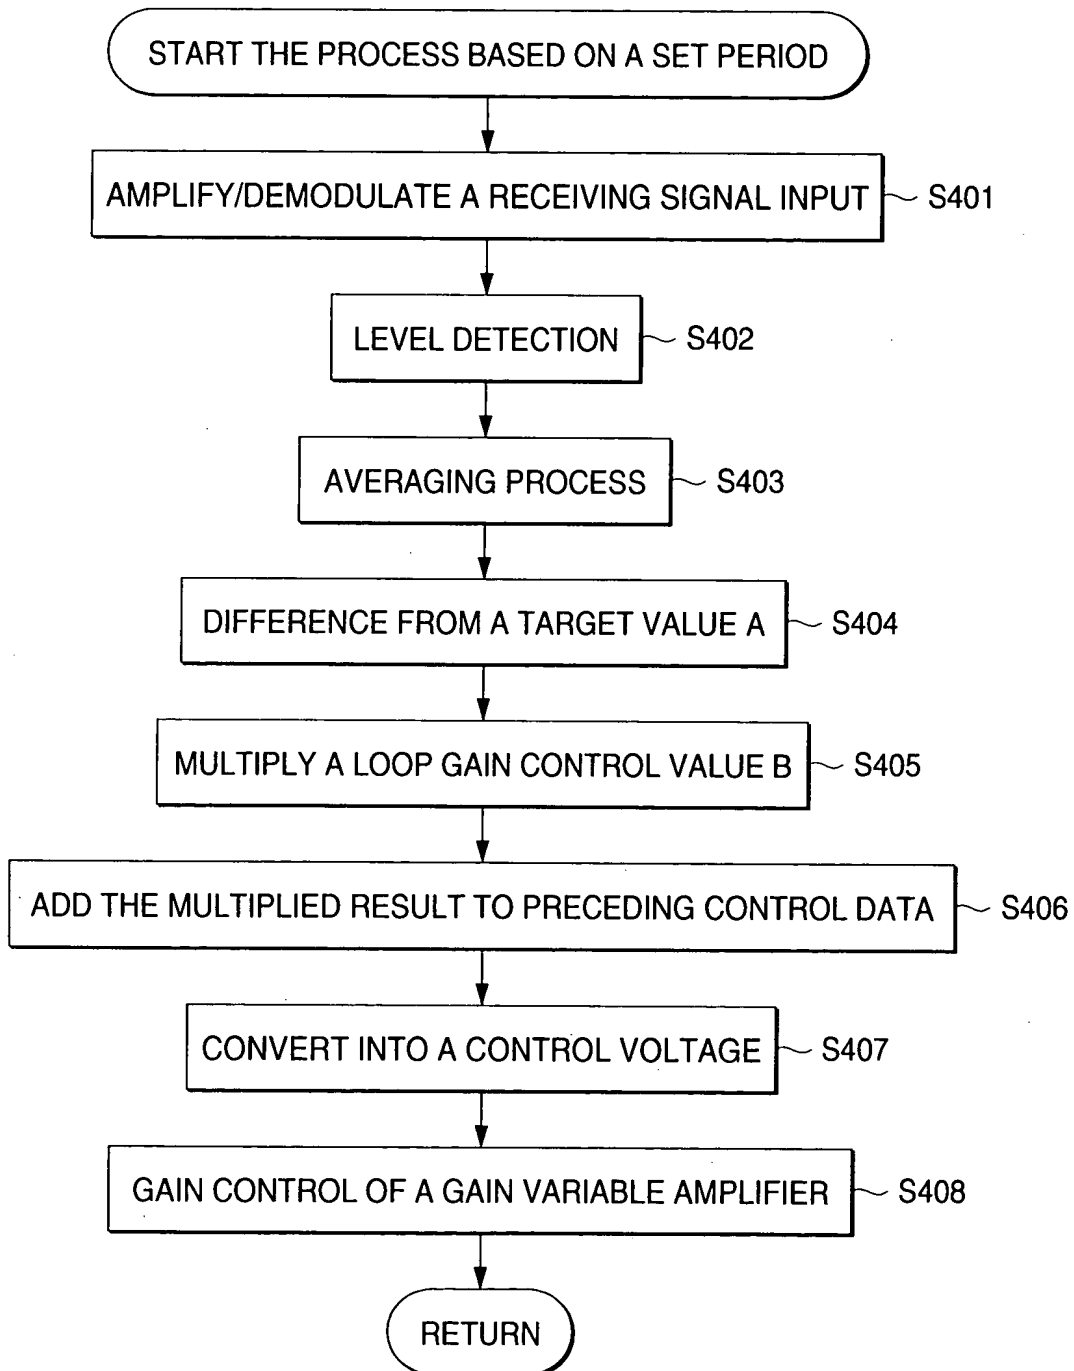 START THE PROCESS BASED ON A SET PERIOD
AMPLIFY/DEMODULATE A RECEIVING SIGNAL INPUT
S401
LEVEL DETECTION
S402
AVERAGING PROCESS
S403
DIFFERENCE FROM A TARGET VALUE A
S404
MULTIPLY A LOOP GAIN CONTROL VALUE B
S405
ADD THE MULTIPLIED RESULT TO PRECEDING CONTROL DATA
S406
CONVERT INTO A CONTROL VOLTAGE
S407
GAIN CONTROL OF A GAIN VARIABLE AMPLIFIER
S408
RETURN